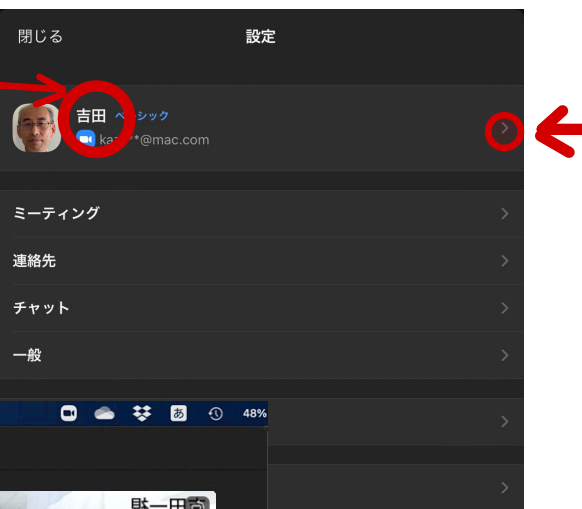 閉じる
設定
吉田 ベーシック
ka***@mac.com
ミーティング
連絡先
チャット
一般
あ 48%